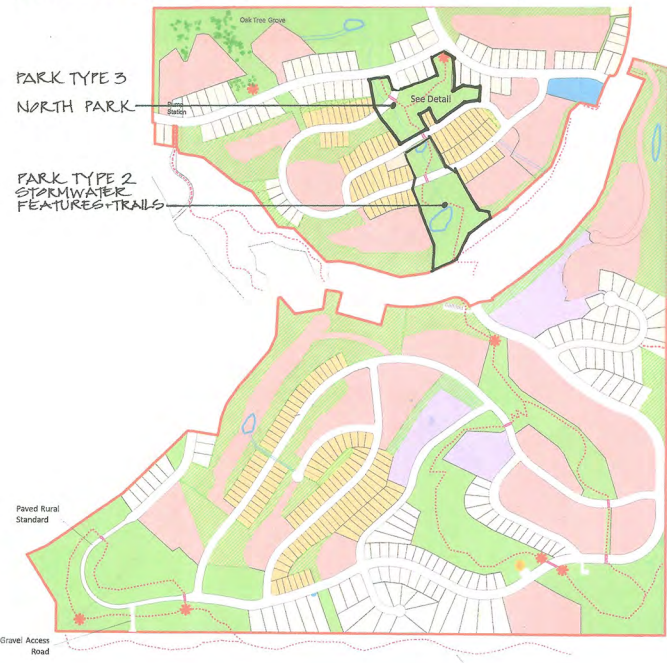 Oak Tree Grove
PARK TYPE 3
See Detail
NORTH PARK
Pump
Station
PARK TYPE 2
STORMWATER
FEATURES+TRAILS
Paved Rural
Standard
Gravel Access
Road